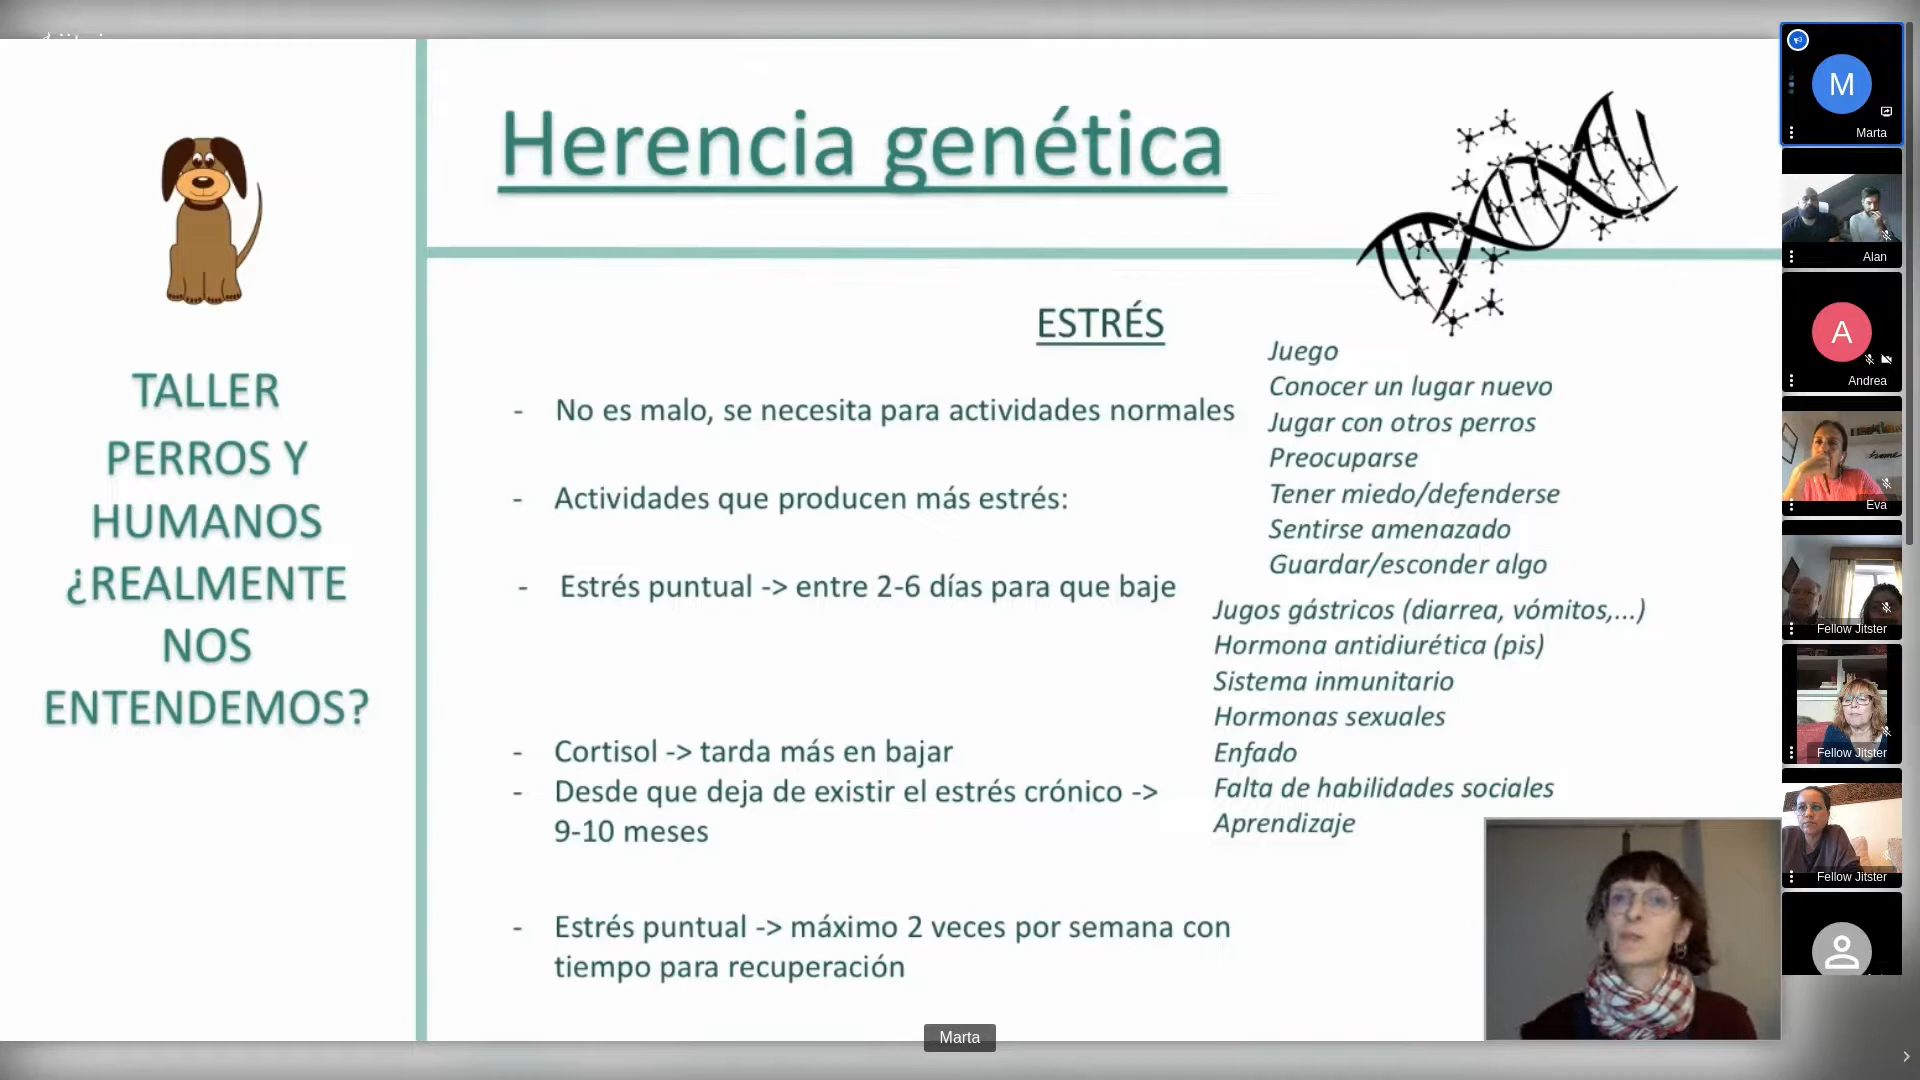 TALLER
PERROS Y
HUMANOS
¿REALMENTE
NOS
ENTENDEMOS?
Herencia genética
ESTRÉS
- No es malo, se necesita para actividades normales
- Actividades que producen más estrés:
- Estrés puntual -> entre 2-6 días para que baje
- Cortisol -> tarda más en bajar
- Desde que deja de existir el estrés crónico ->
9-10 meses
- Estrés puntual -> máximo 2 veces por semana con
tiempo para recuperación
Juego
Conocer un lugar nuevo
Jugar con otros perros
Preocuparse
Tener miedo/defenderse
Sentirse amenazado
Guardar/esconder algo
Jugos gástricos (diarrea, vómitos,...)
Hormona antidiurética (pis)
Sistema inmunitario
Hormonas sexuales
Enfado
Falta de habilidades sociales
Aprendizaje
Marta
M
Marta
Alan
A
Andrea
Eva
Fellow Jitster
Fellow Jitster
Fellow Jitster